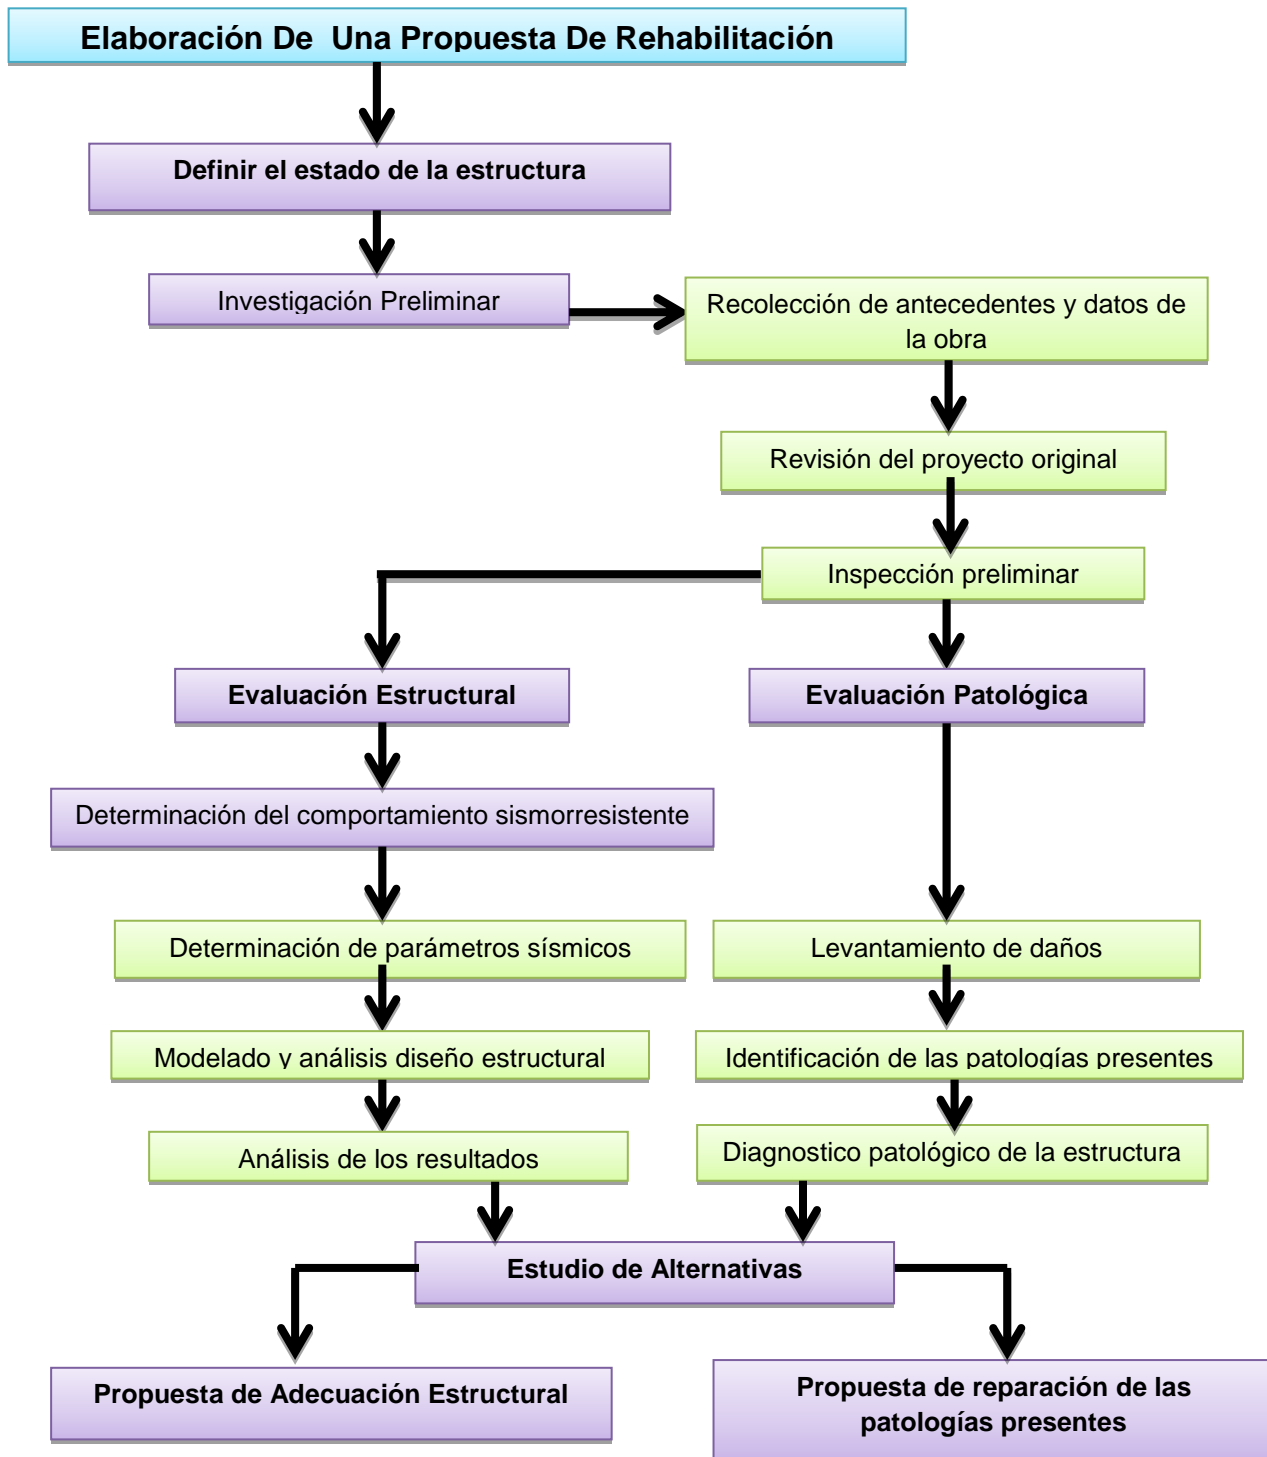 Elaboración De Una Propuesta De Rehabilitación
Definir el estado de la estructura
Investigación Preliminar
Recolección de antecedentes y datos de
la obra
Revisión del proyecto original
Inspección preliminar
Evaluación Estructural
Evaluación Patológica
Determinación del comportamiento sismorresistente
Determinación de parámetros sísmicos
Levantamiento de daños
Modelado y análisis diseño estructural
Identificación de las patologías presentes
Análisis de los resultados
Diagnostico patológico de la estructura
Estudio de Alternativas
Propuesta de Adecuación Estructural
Propuesta de reparación de las
patologías presentes